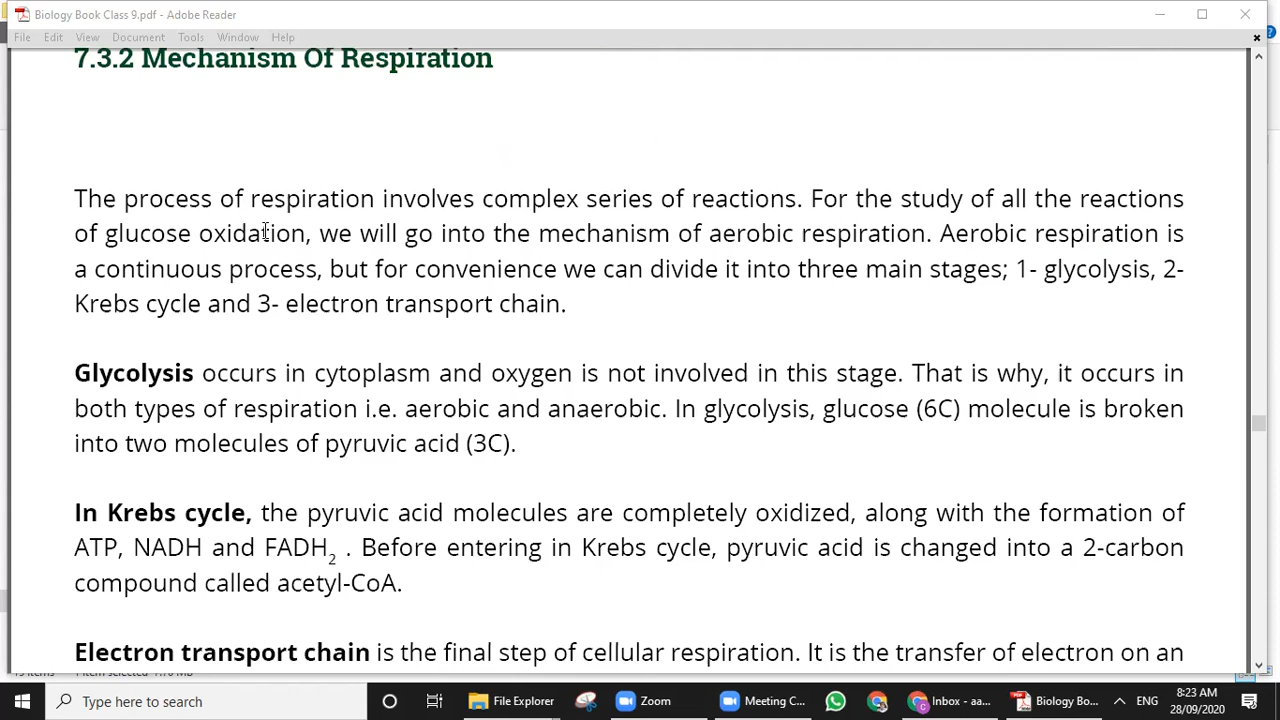 Biology Book Class 9.pdf - Adobe Reader
File Edit View Document Tools Window Help
7.3.2 Mechanism Of Respiration
The process of respiration involves complex series of reactions. For the study of all the reactions
of glucose oxidation, we will go into the mechanism of aerobic respiration. Aerobic respiration is
a continuous process, but for convenience we can divide it into three main stages; 1- glycolysis, 2-
Krebs cycle and 3- electron transport chain.
Glycolysis occurs in cytoplasm and oxygen is not involved in this stage. That is why, it occurs in
both types of respiration i.e. aerobic and anaerobic. In glycolysis, glucose (6C) molecule is broken
into two molecules of pyruvic acid (3C).
In Krebs cycle, the pyruvic acid molecules are completely oxidized, along with the formation of
ATP, NADH and FADH2 . Before entering in Krebs cycle, pyruvic acid is changed into a 2-carbon
compound called acetyl-CoA.
Electron transport chain is the final step of cellular respiration. It is the transfer of electron on an
Type here to search
File Explorer
Zoom
Meeting C...
Inbox - aa...
Biology Bo...
ENG
8:23 AM
28/09/2020